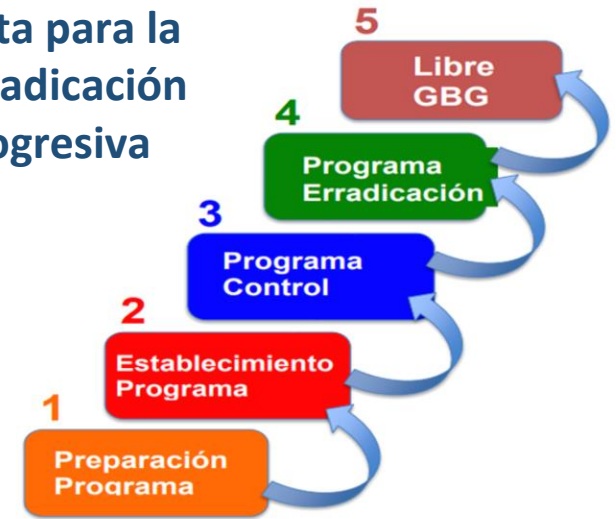 ta para la
radicación
ogresiva
5
Libre
GBG
4
Programa
Erradicación
3
Programa
Control
2
Establecimiento
Programa
1
Preparación
Programa